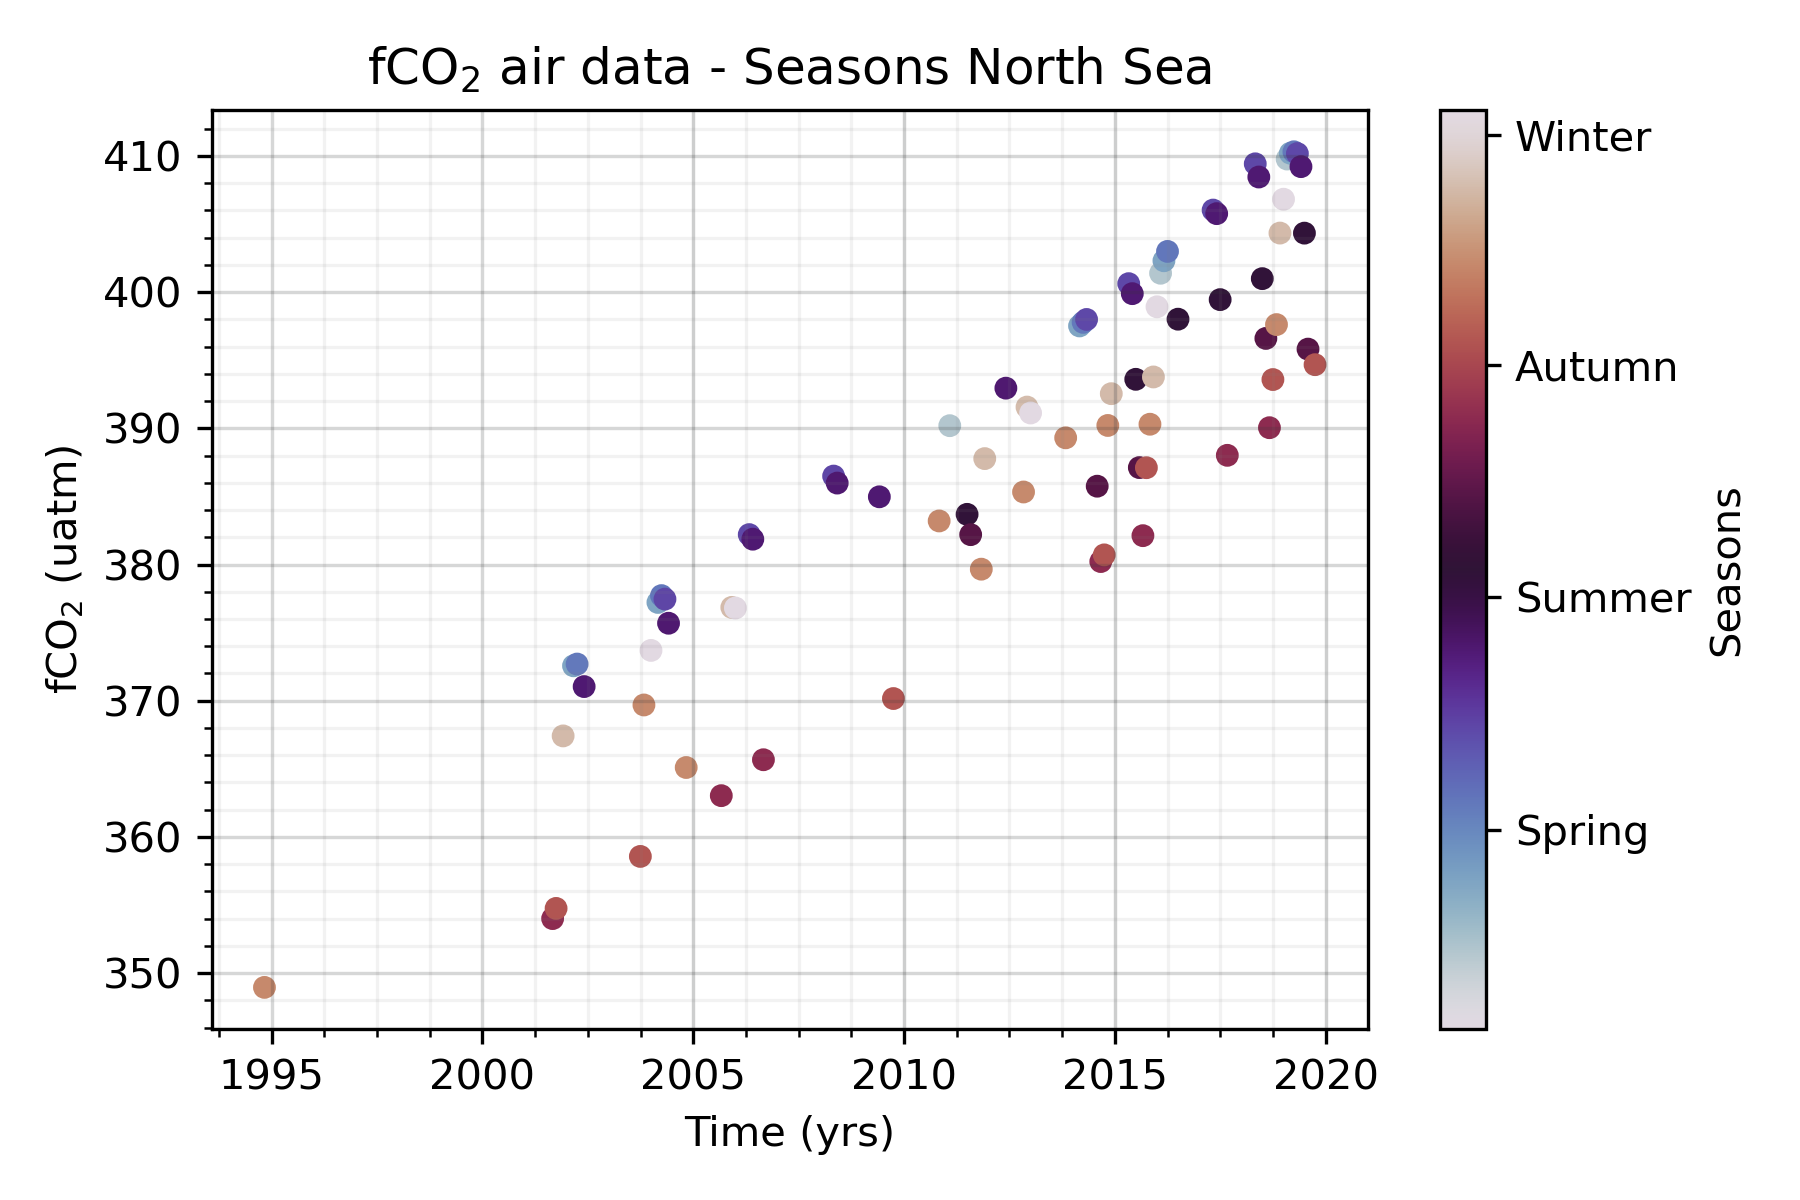 fCO₂ air data - Seasons North Sea
410
400
390
380
370
360
350
fCO₂ (uatm)
1995 2000 2005 2010 2015 2020
Time (yrs)
Winter
Autumn
Summer
Spring
Seasons